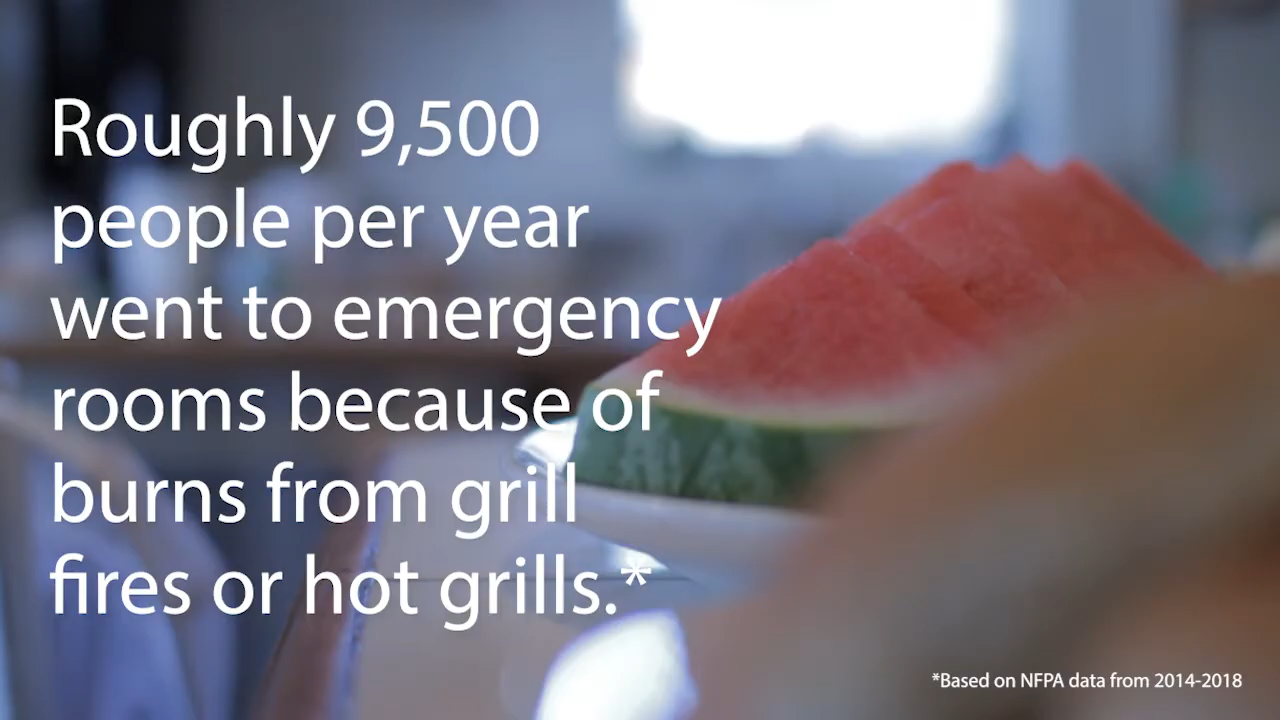 Roughly 9,500
people per year
went to emergency
rooms because of
burns from grill
fires or hot grills.*
*Based on NFPA data from 2014-2018